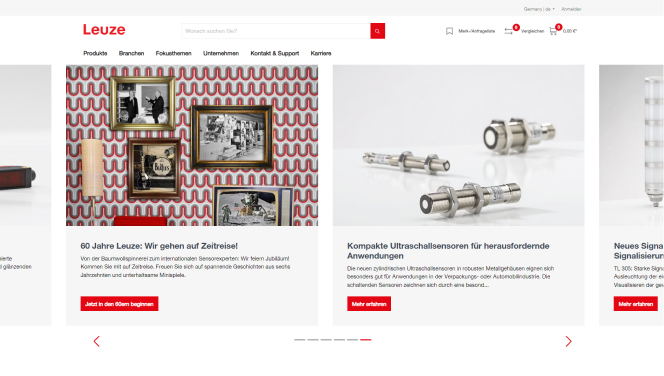 Germany | de
Anmelden
Leuze
Wonach suchen Sie?
Merk-/Anfrageliste
0
Vergleichen
0
0,00 €*
Produkte
Branchen
Fokusthemen
Unternehmen
Kontakt & Support
Karriere
BEATLES
60 Jahre Leuze: Wir gehen auf Zeitreise!
Von der Baumwollspinnerei zum internationalen Sensorexperten: Wir feiern Jubiläum!
Kommen Sie mit auf Zeitreise. Freuen Sie sich auf spannende Geschichten aus sechs
Jahrzehnten und unterhaltsame Minispiele.
Jetzt in den 60ern beginnen
Kompakte Ultraschallsensoren für herausfordernde
Anwendungen
Die neuen zylindrischen Ultraschallsensoren in robusten Metallgehäusen eignen sich
besonders gut für Anwendungen in der Verpackungs- oder Automobilindustrie. Die
schaltenden Sensoren zeichnen sich durch eine besond...
Mehr erfahren
Neues Signa
Signalisierun
TL 305: Starke Signa
Ausleuchtung der ei
Visualisieren der gew
Mehr erfahren
mierte
d glänzenden